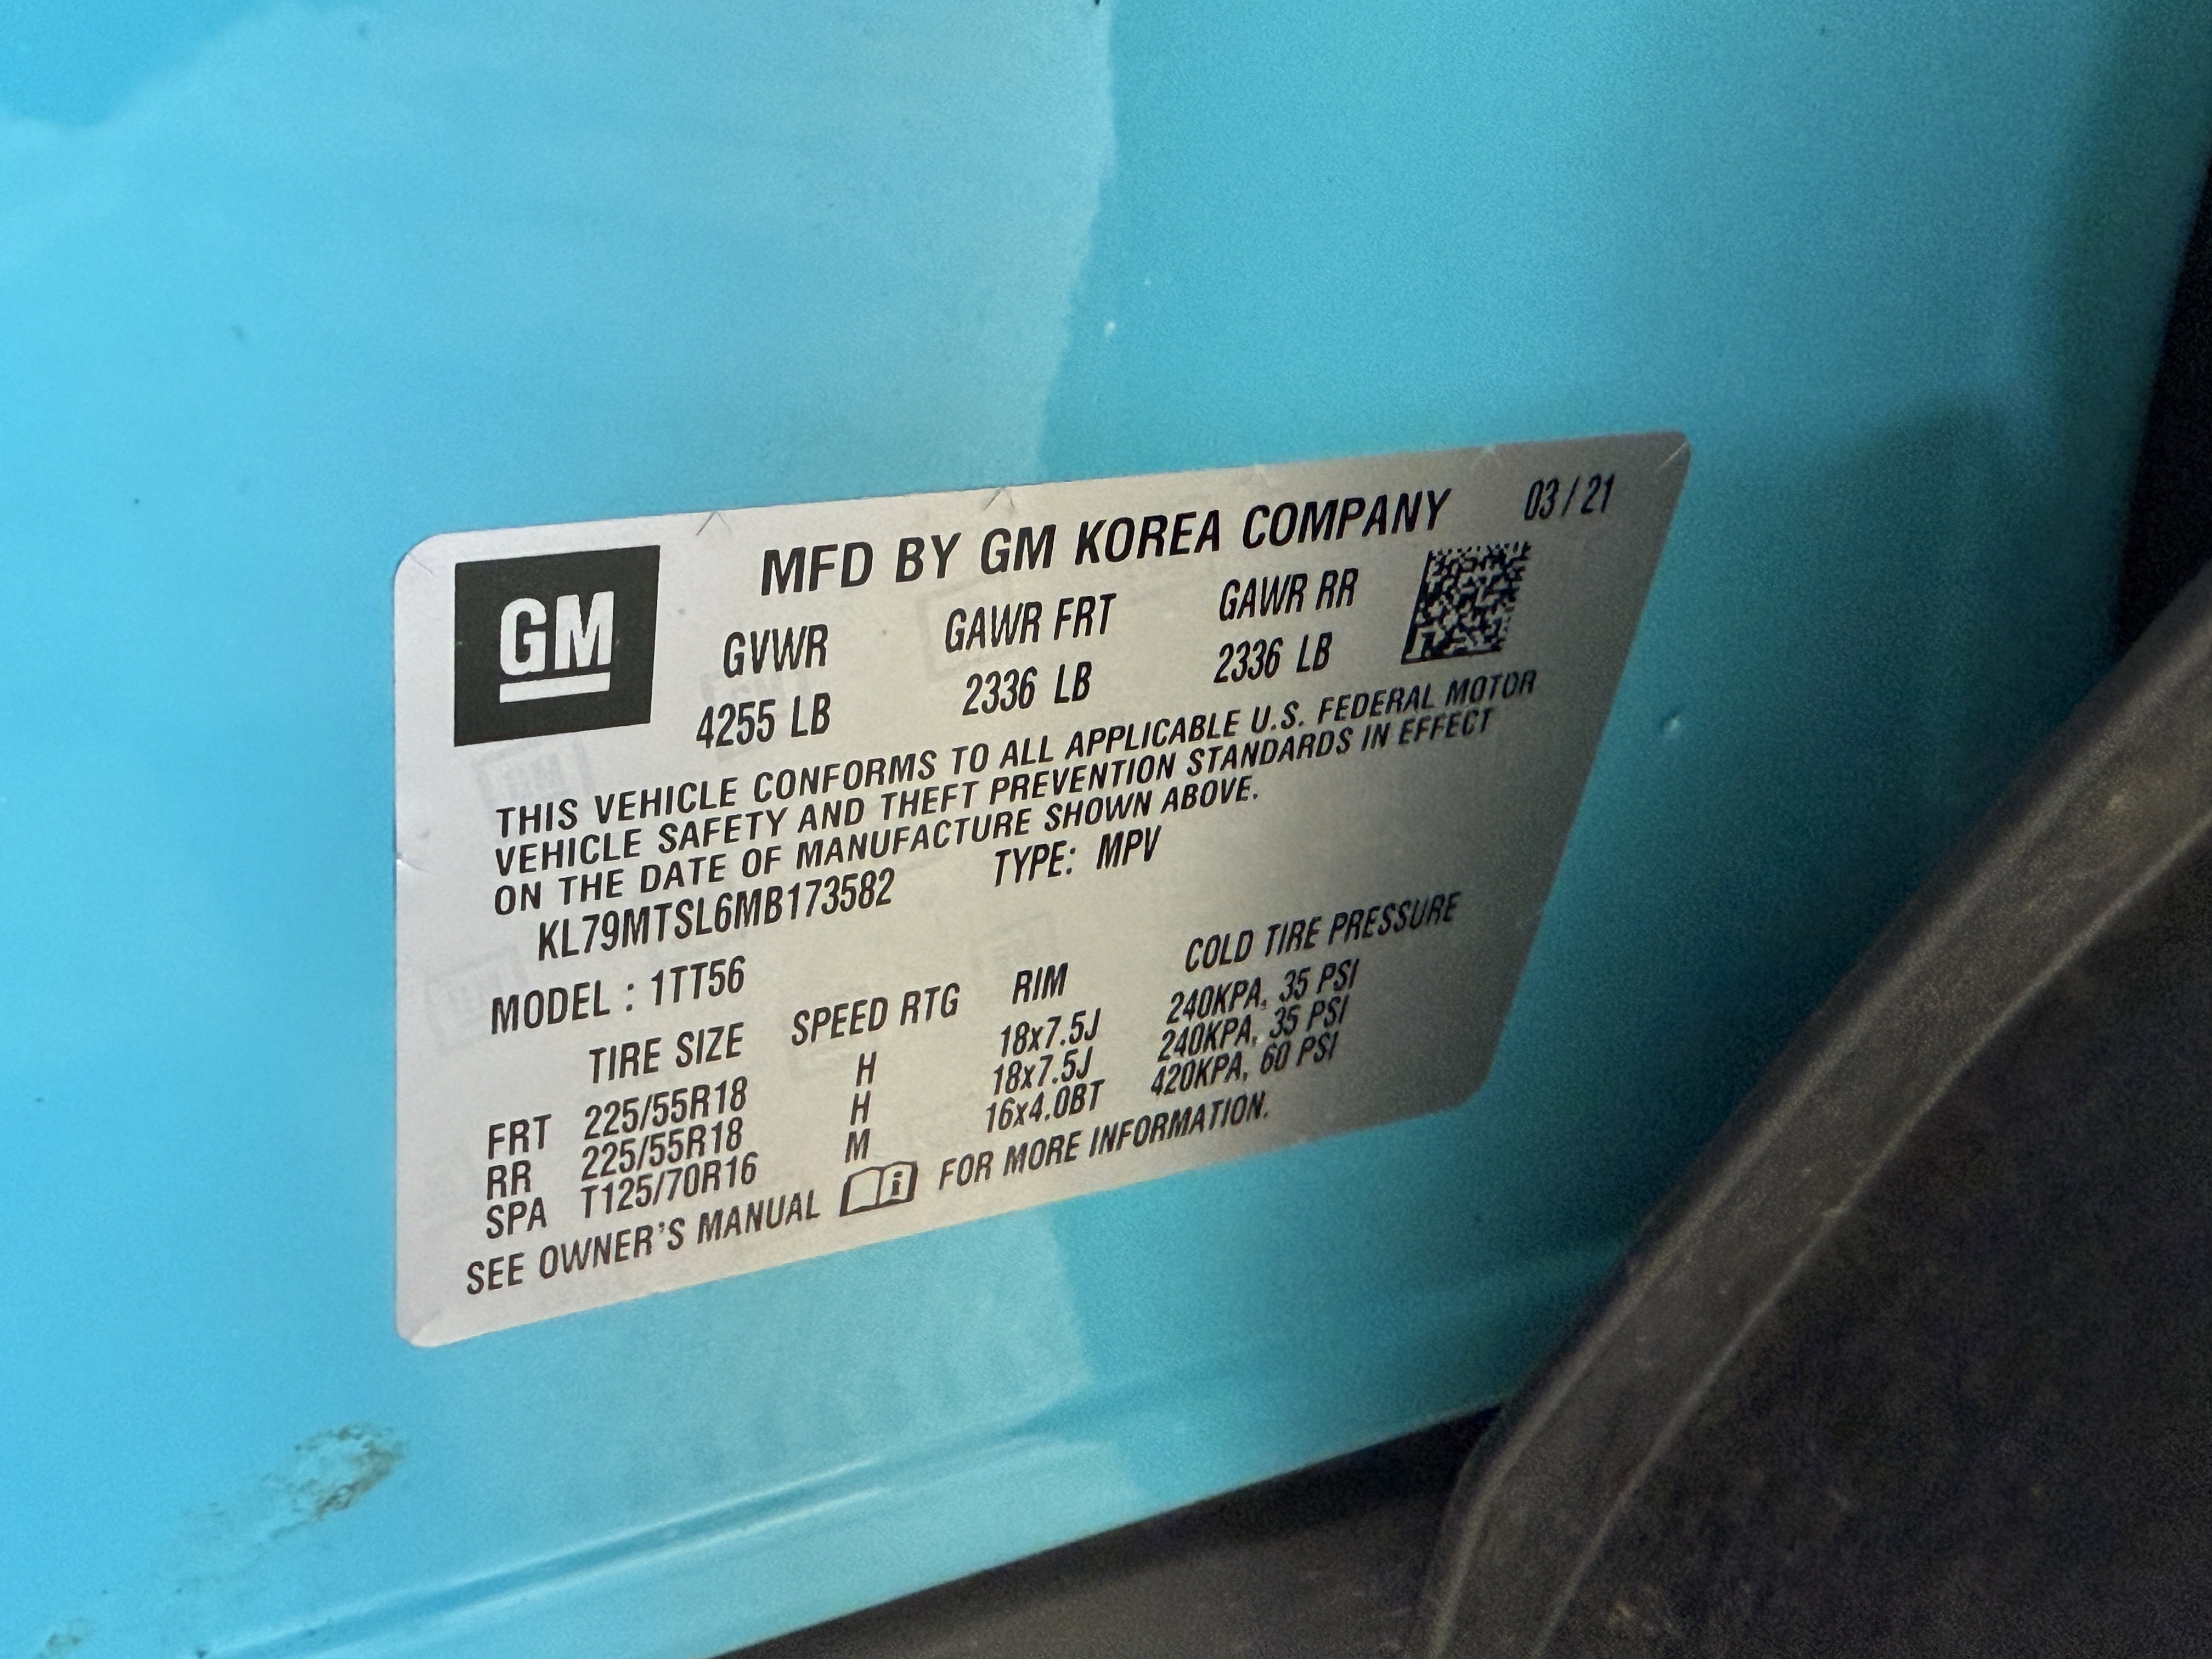 MFD BY GM KOREA COMPANY 03/21
GM
GVWR GAWR FRT GAWR RR
4255 LB 2336 LB 2336 LB
THIS VEHICLE CONFORMS TO ALL APPLICABLE U.S. FEDERAL MOTOR
VEHICLE SAFETY AND THEFT PREVENTION STANDARDS IN EFFECT
ON THE DATE OF MANUFACTURE SHOWN ABOVE.
KL79MTSL6MB173582 TYPE: MPV
MODEL : 1TT56
TIRE SIZE SPEED RTG RIM COLD TIRE PRESSURE
FRT 225/55R18 H 18x7.5J 240KPA, 35 PSI
RR 225/55R18 H 18x7.5J 240KPA, 35 PSI
SPA T125/70R16 M 16x4.0BT 420KPA, 60 PSI
SEE OWNER'S MANUAL FOR MORE INFORMATION.